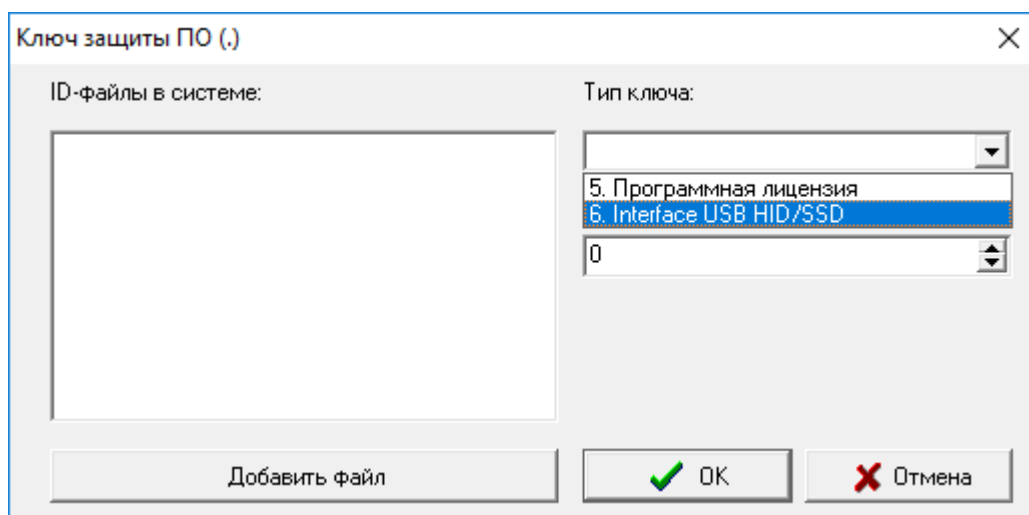 Ключ защиты ПО (.)
ID-файлы в системе:
Тип ключа:
5. Программная лицензия
6. Interface USB HID/SSD
0
Добавить файл
OK
Отмена